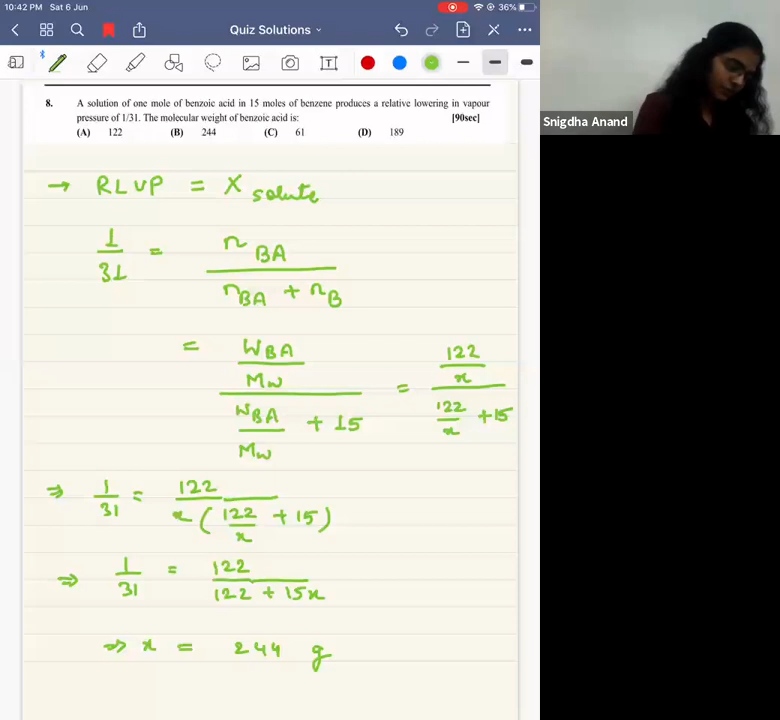 10:42 PM Sat 6 Jun
36%
Quiz Solutions
T
Snigdha Anand
8. A solution of one mole of benzoic acid in 15 moles of benzene produces a relative lowering in vapour
pressure of 1/31. The molecular weight of benzoic acid is: [90sec]
(A) 122 (B) 244 (C) 61 (D) 189
→ RLVP = X solute
1/31 = n BA / n BA + n B
= W BA / Mw / W BA / Mw + 15 = 122 / x / 122 / x + 15
⇒ 1/31 = 122 / x ( 122 / x + 15 )
⇒ 1/31 = 122 / 122 + 15x
⇒ x = 244 g